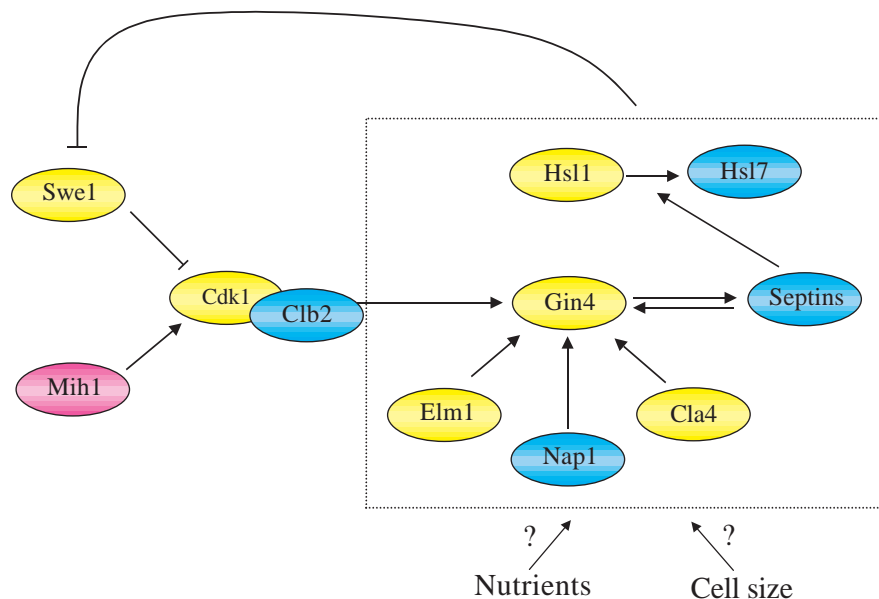 Hsl1
Hsl7
Swe1
Cdk1
Clb2
Gin4
Septins
Mih1
Elm1
Cla4
Nap1
?
?
Nutrients
Cell size